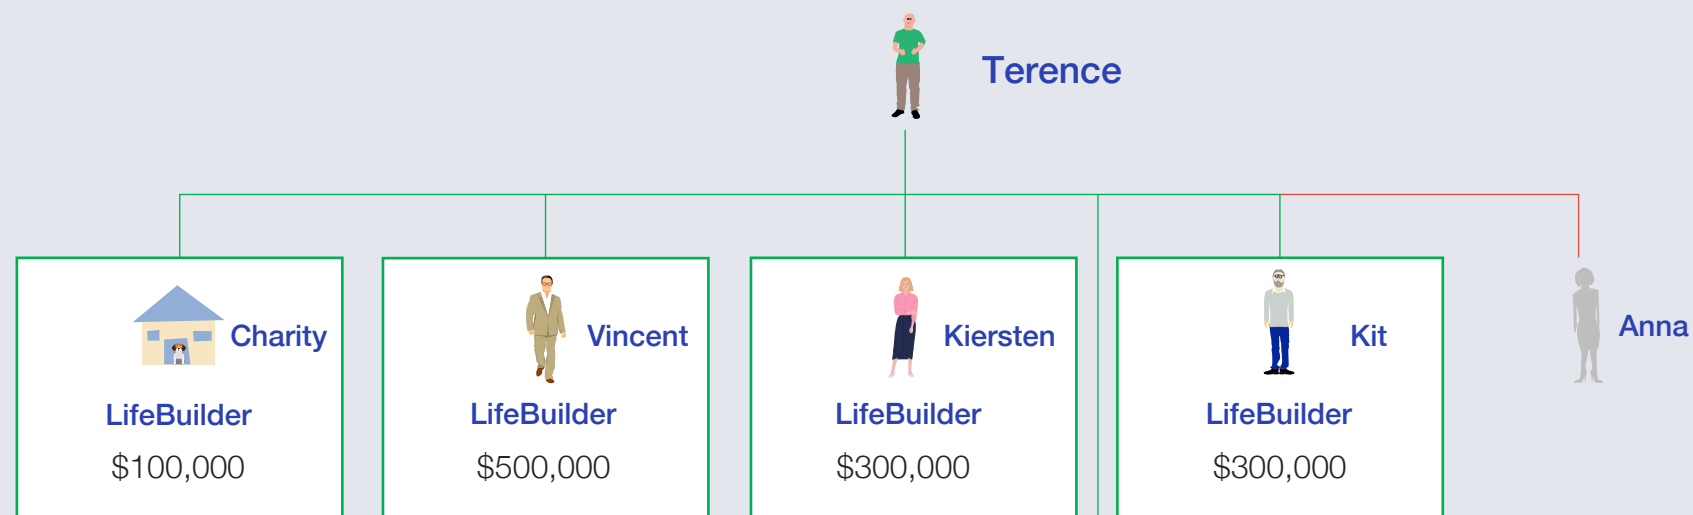 Terence
Charity
Vincent
Kiersten
Kit
Anna
LifeBuilder
LifeBuilder
LifeBuilder
LifeBuilder
$100,000
$500,000
$300,000
$300,000